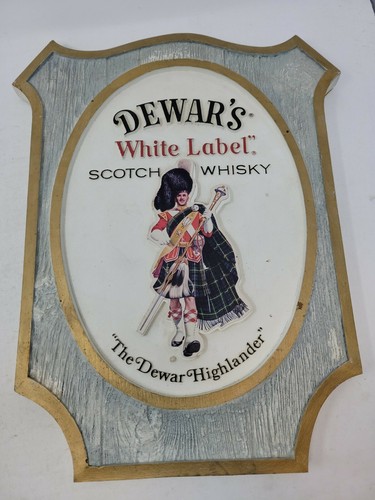 DEWAR'S®
White Label"®
SCOTCH WHISKY
"The Dewar Highlander"